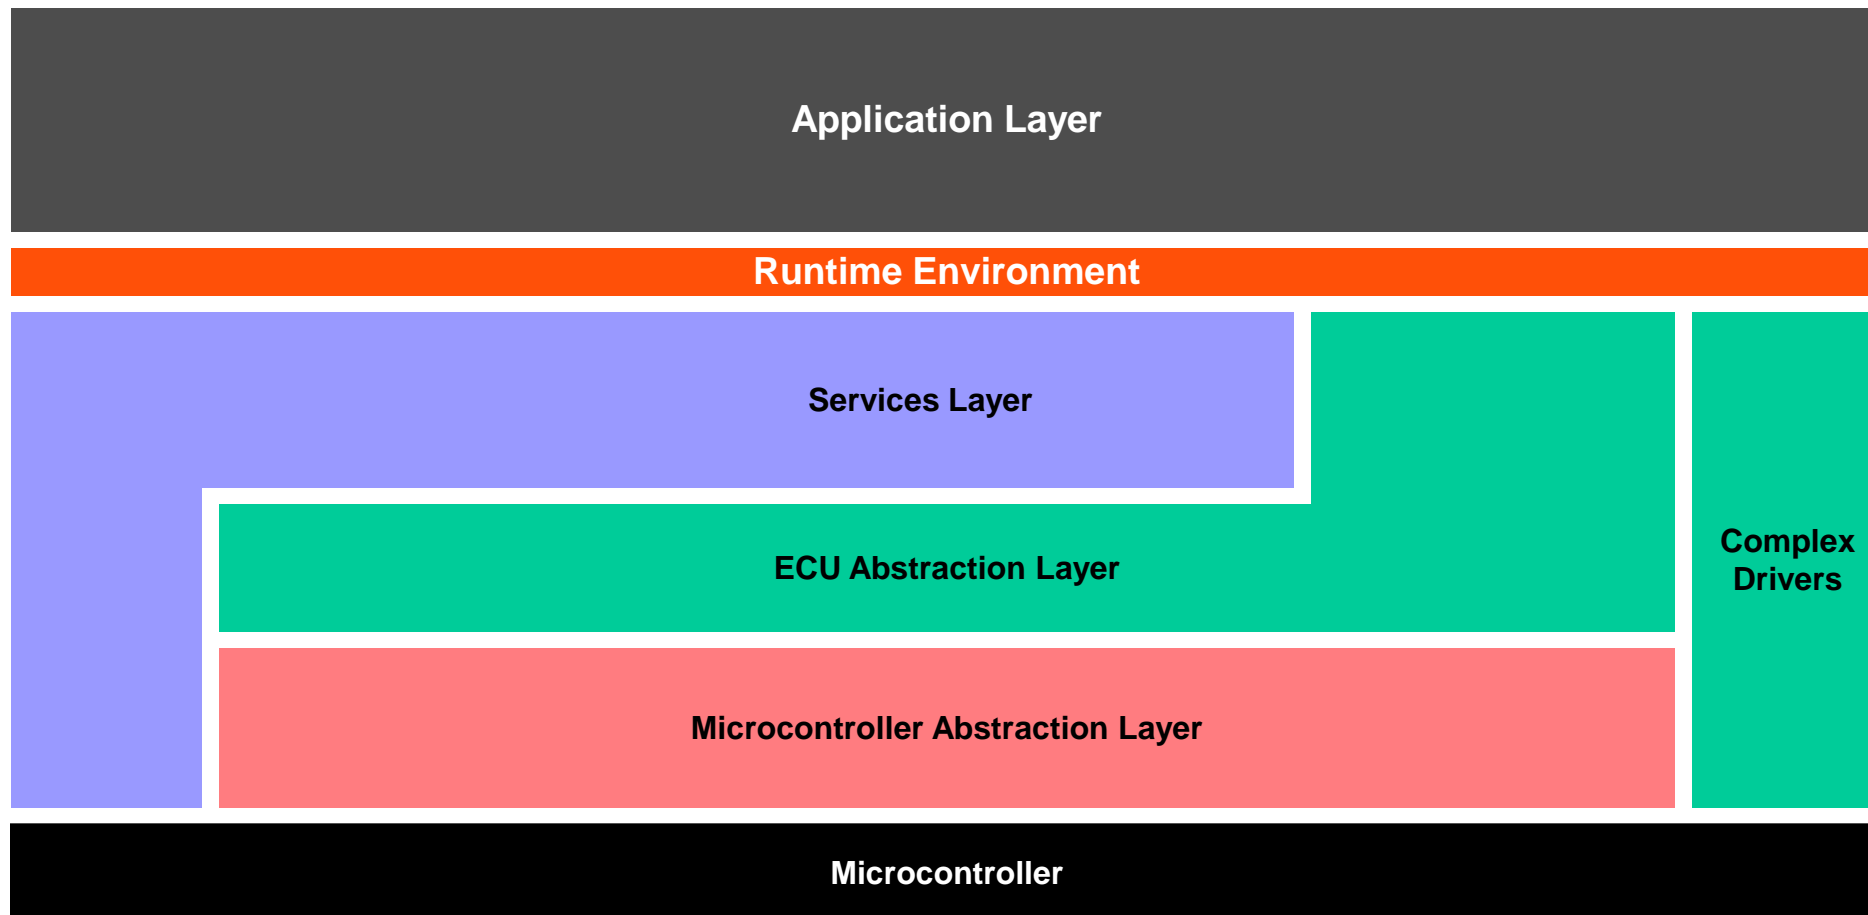 Application Layer
Runtime Environment
Services Layer
ECU Abstraction Layer
Complex
Drivers
Microcontroller Abstraction Layer
Microcontroller